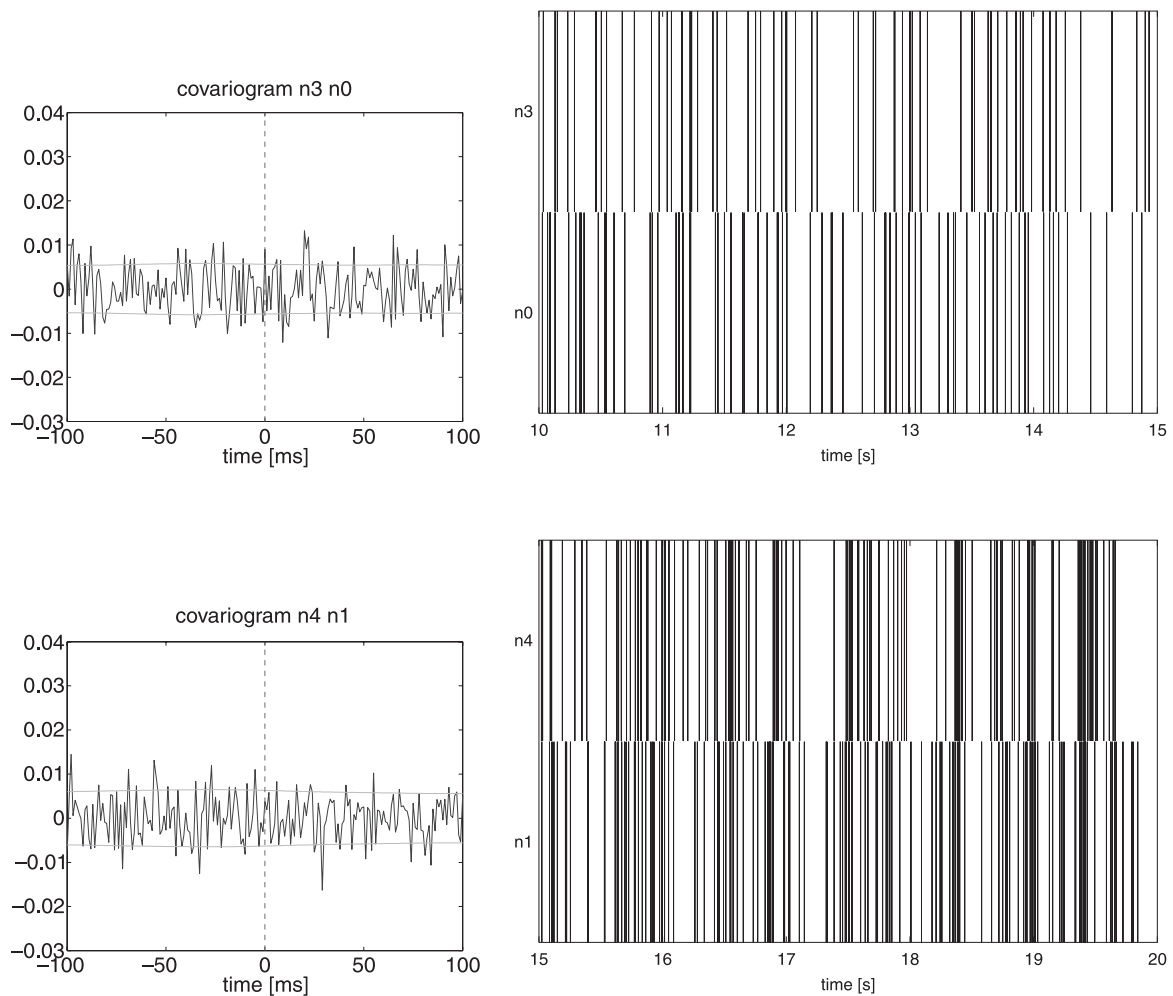 covariogram n3 n0
0.04
0.03
0.02
0.01
0
−0.01
−0.02
−0.03
−100 −50 0 50 100
time [ms]
n3
n0
10 11 12 13 14 15
time [s]
covariogram n4 n1
0.04
0.03
0.02
0.01
0
−0.01
−0.02
−0.03
−100 −50 0 50 100
time [ms]
n4
n1
15 16 17 18 19 20
time [s]